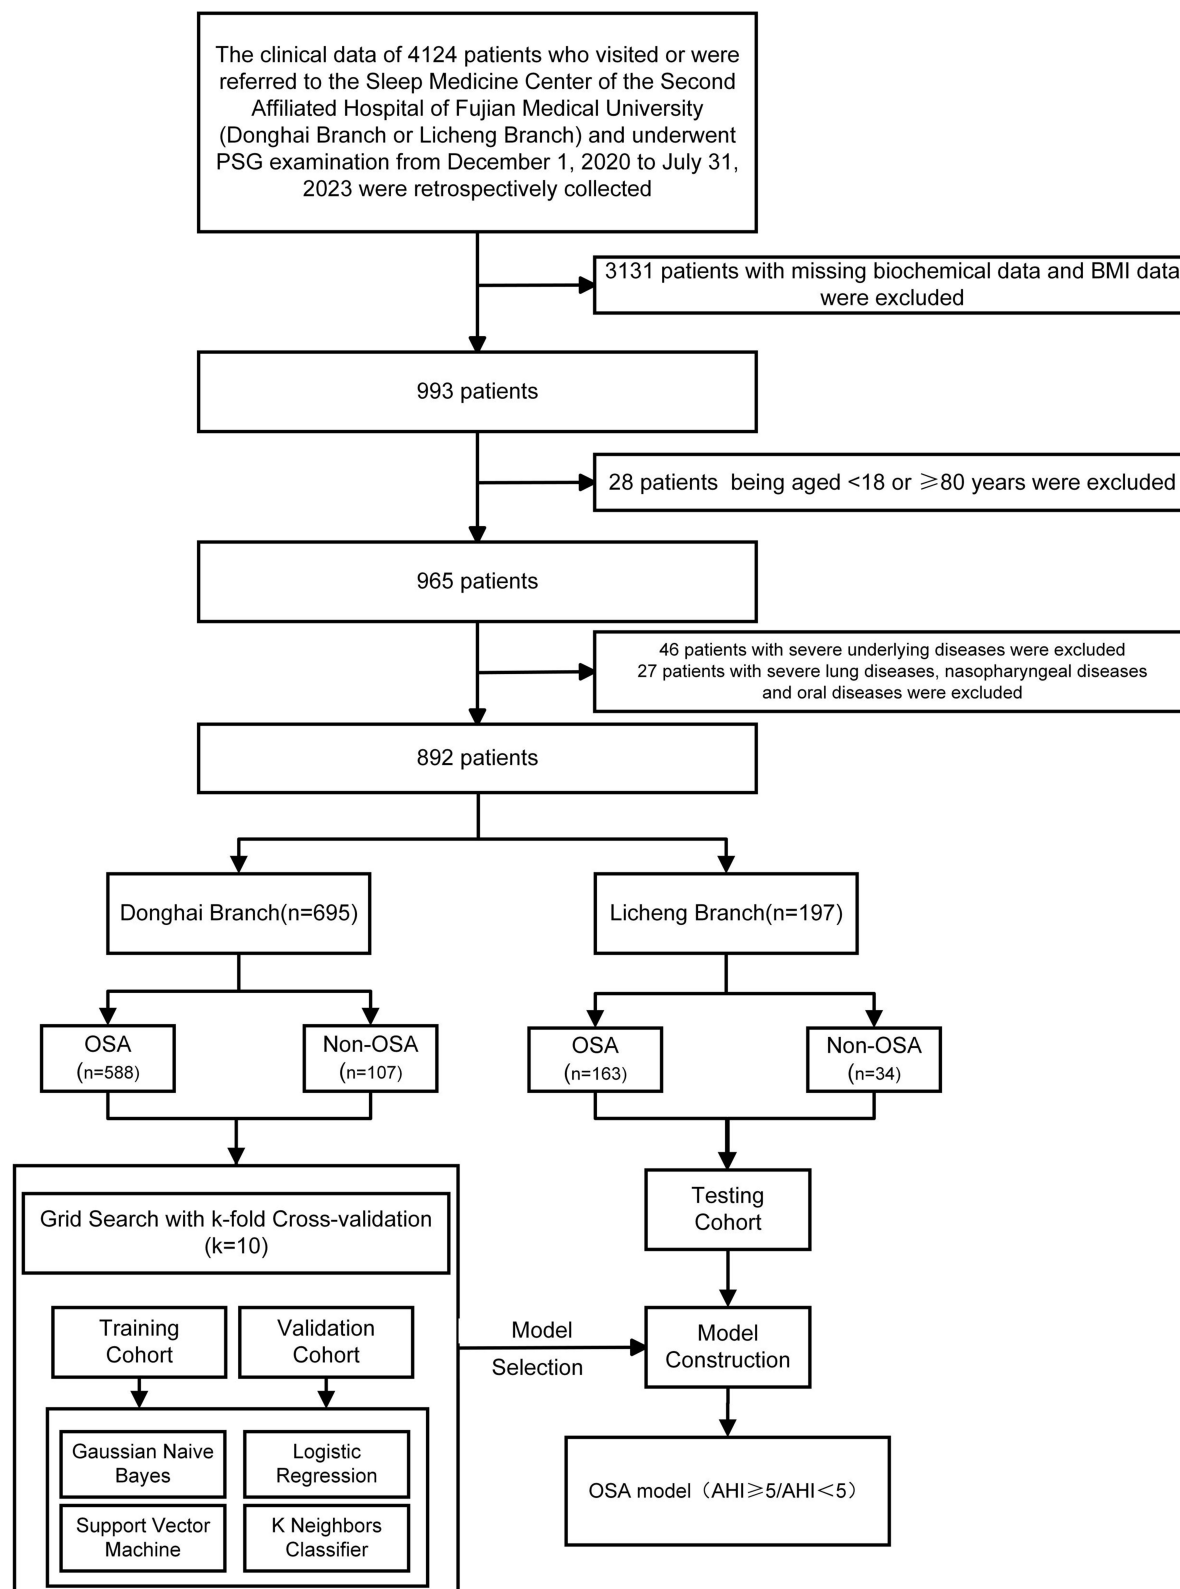 The clinical data of 4124 patients who visited or were
referred to the Sleep Medicine Center of the Second
Affiliated Hospital of Fujian Medical University
(Donghai Branch or Licheng Branch) and underwent
PSG examination from December 1, 2020 to July 31,
2023 were retrospectively collected
3131 patients with missing biochemical data and BMI data
were excluded
993 patients
28 patients being aged <18 or ≥80 years were excluded
965 patients
46 patients with severe underlying diseases were excluded
27 patients with severe lung diseases, nasopharyngeal diseases
and oral diseases were excluded
892 patients
Donghai Branch(n=695)
Licheng Branch(n=197)
OSA
(n=588)
Non-OSA
(n=107)
OSA
(n=163)
Non-OSA
(n=34)
Grid Search with k-fold Cross-validation
(k=10)
Training
Cohort
Validation
Cohort
Gaussian Naive
Bayes
Logistic
Regression
Support Vector
Machine
K Neighbors
Classifier
Model
Selection
Testing
Cohort
Model
Construction
OSA model（AHI≥5/AHI＜5）